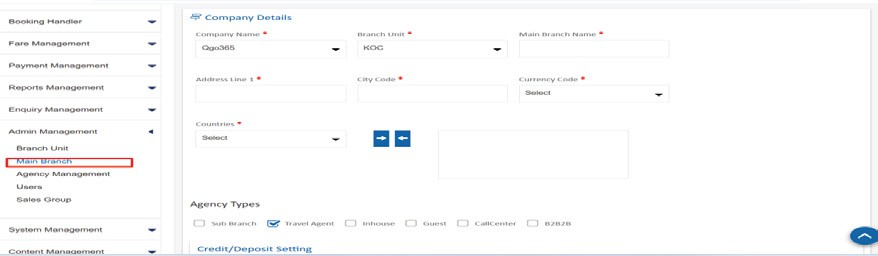 Booking Handler
Fare Management
Payment Management
Reports Management
Enquiry Management
Admin Management
Branch Unit
Main Branch
Agency Management
Users
Sales Group
System Management
Content Management
Company Details
Company Name * Branch Unit * Main Branch Name *
Qgo365 KOC
Address Line 1 * City Code * Currency Code *
Select
Countries *
Select
Agency Types
Sub Branch Travel Agent Inhouse Guest CallCenter B2B2B
Credit/Deposit Setting